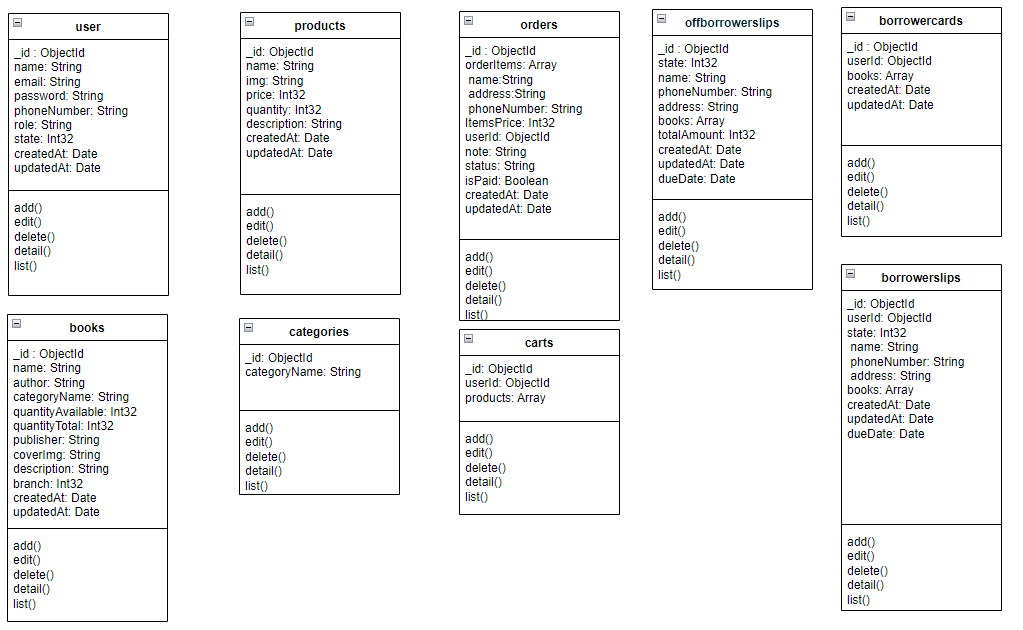 user
_id : ObjectId
name: String
email: String
password: String
phoneNumber: String
role: String
state: Int32
createdAt: Date
updatedAt: Date
add()
edit()
delete()
detail()
list()
products
_id: ObjectId
name: String
img: String
price: Int32
quantity: Int32
description: String
createdAt: Date
updatedAt: Date
add()
edit()
delete()
detail()
list()
orders
_id : ObjectId
orderItems: Array
name:String
address:String
phoneNumber: String
ItemsPrice: Int32
userId: ObjectId
note: String
status: String
isPaid: Boolean
createdAt: Date
updatedAt: Date
add()
edit()
delete()
detail()
list()
offborrowerslips
_id : ObjectId
state: Int32
name: String
phoneNumber: String
address: String
books: Array
totalAmount: Int32
createdAt: Date
updatedAt: Date
dueDate: Date
add()
edit()
delete()
detail()
list()
borrowercards
_id : ObjectId
userId: ObjectId
books: Array
createdAt: Date
updatedAt: Date
add()
edit()
delete()
detail()
list()
books
_id : ObjectId
name: String
author: String
categoryName: String
quantityAvailable: Int32
quantityTotal: Int32
publisher: String
coverImg: String
description: String
branch: Int32
createdAt: Date
updatedAt: Date
add()
edit()
delete()
detail()
list()
categories
_id: ObjectId
categoryName: String
add()
edit()
delete()
detail()
list()
carts
_id: ObjectId
userId: ObjectId
products: Array
add()
edit()
delete()
detail()
list()
borrowerslips
_id: ObjectId
userId: ObjectId
state: Int32
name: String
phoneNumber: String
address: String
books: Array
createdAt: Date
updatedAt: Date
dueDate: Date
add()
edit()
delete()
detail()
list()